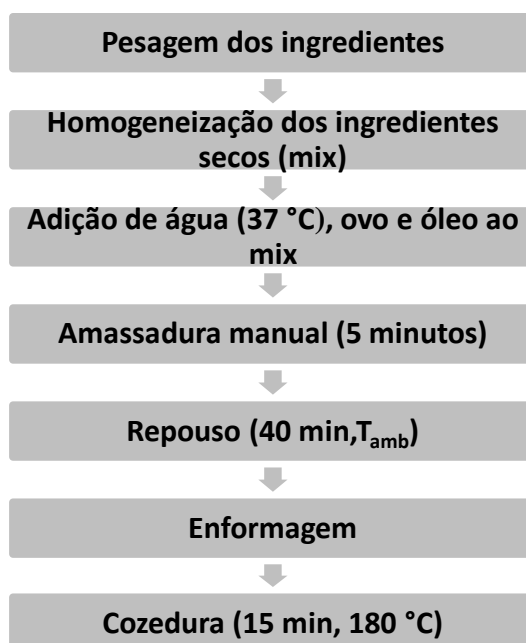 Pesagem dos ingredientes
Homogeneização dos ingredientes
secos (mix)
Adição de água (37 °C), ovo e óleo ao
mix
Amassadura manual (5 minutos)
Repouso (40 min,Tamb)
Enformagem
Cozedura (15 min, 180 °C)